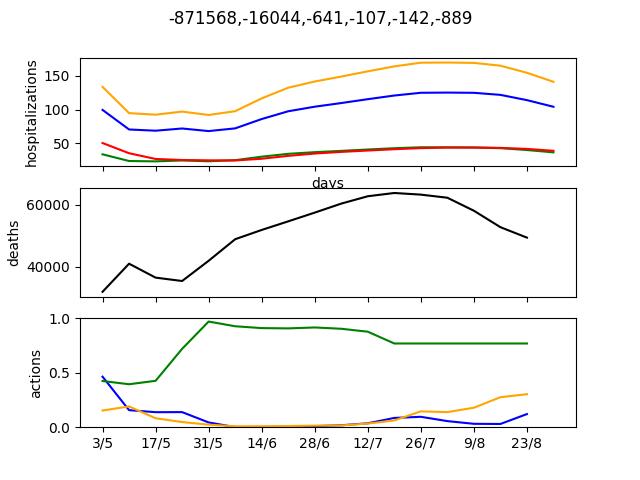 -871568,-16044,-641,-107,-142,-889
hospitalizations
150
100
50
days
deaths
60000
40000
actions
1.0
0.5
0.0
3/5 17/5 31/5 14/6 28/6 12/7 26/7 9/8 23/8